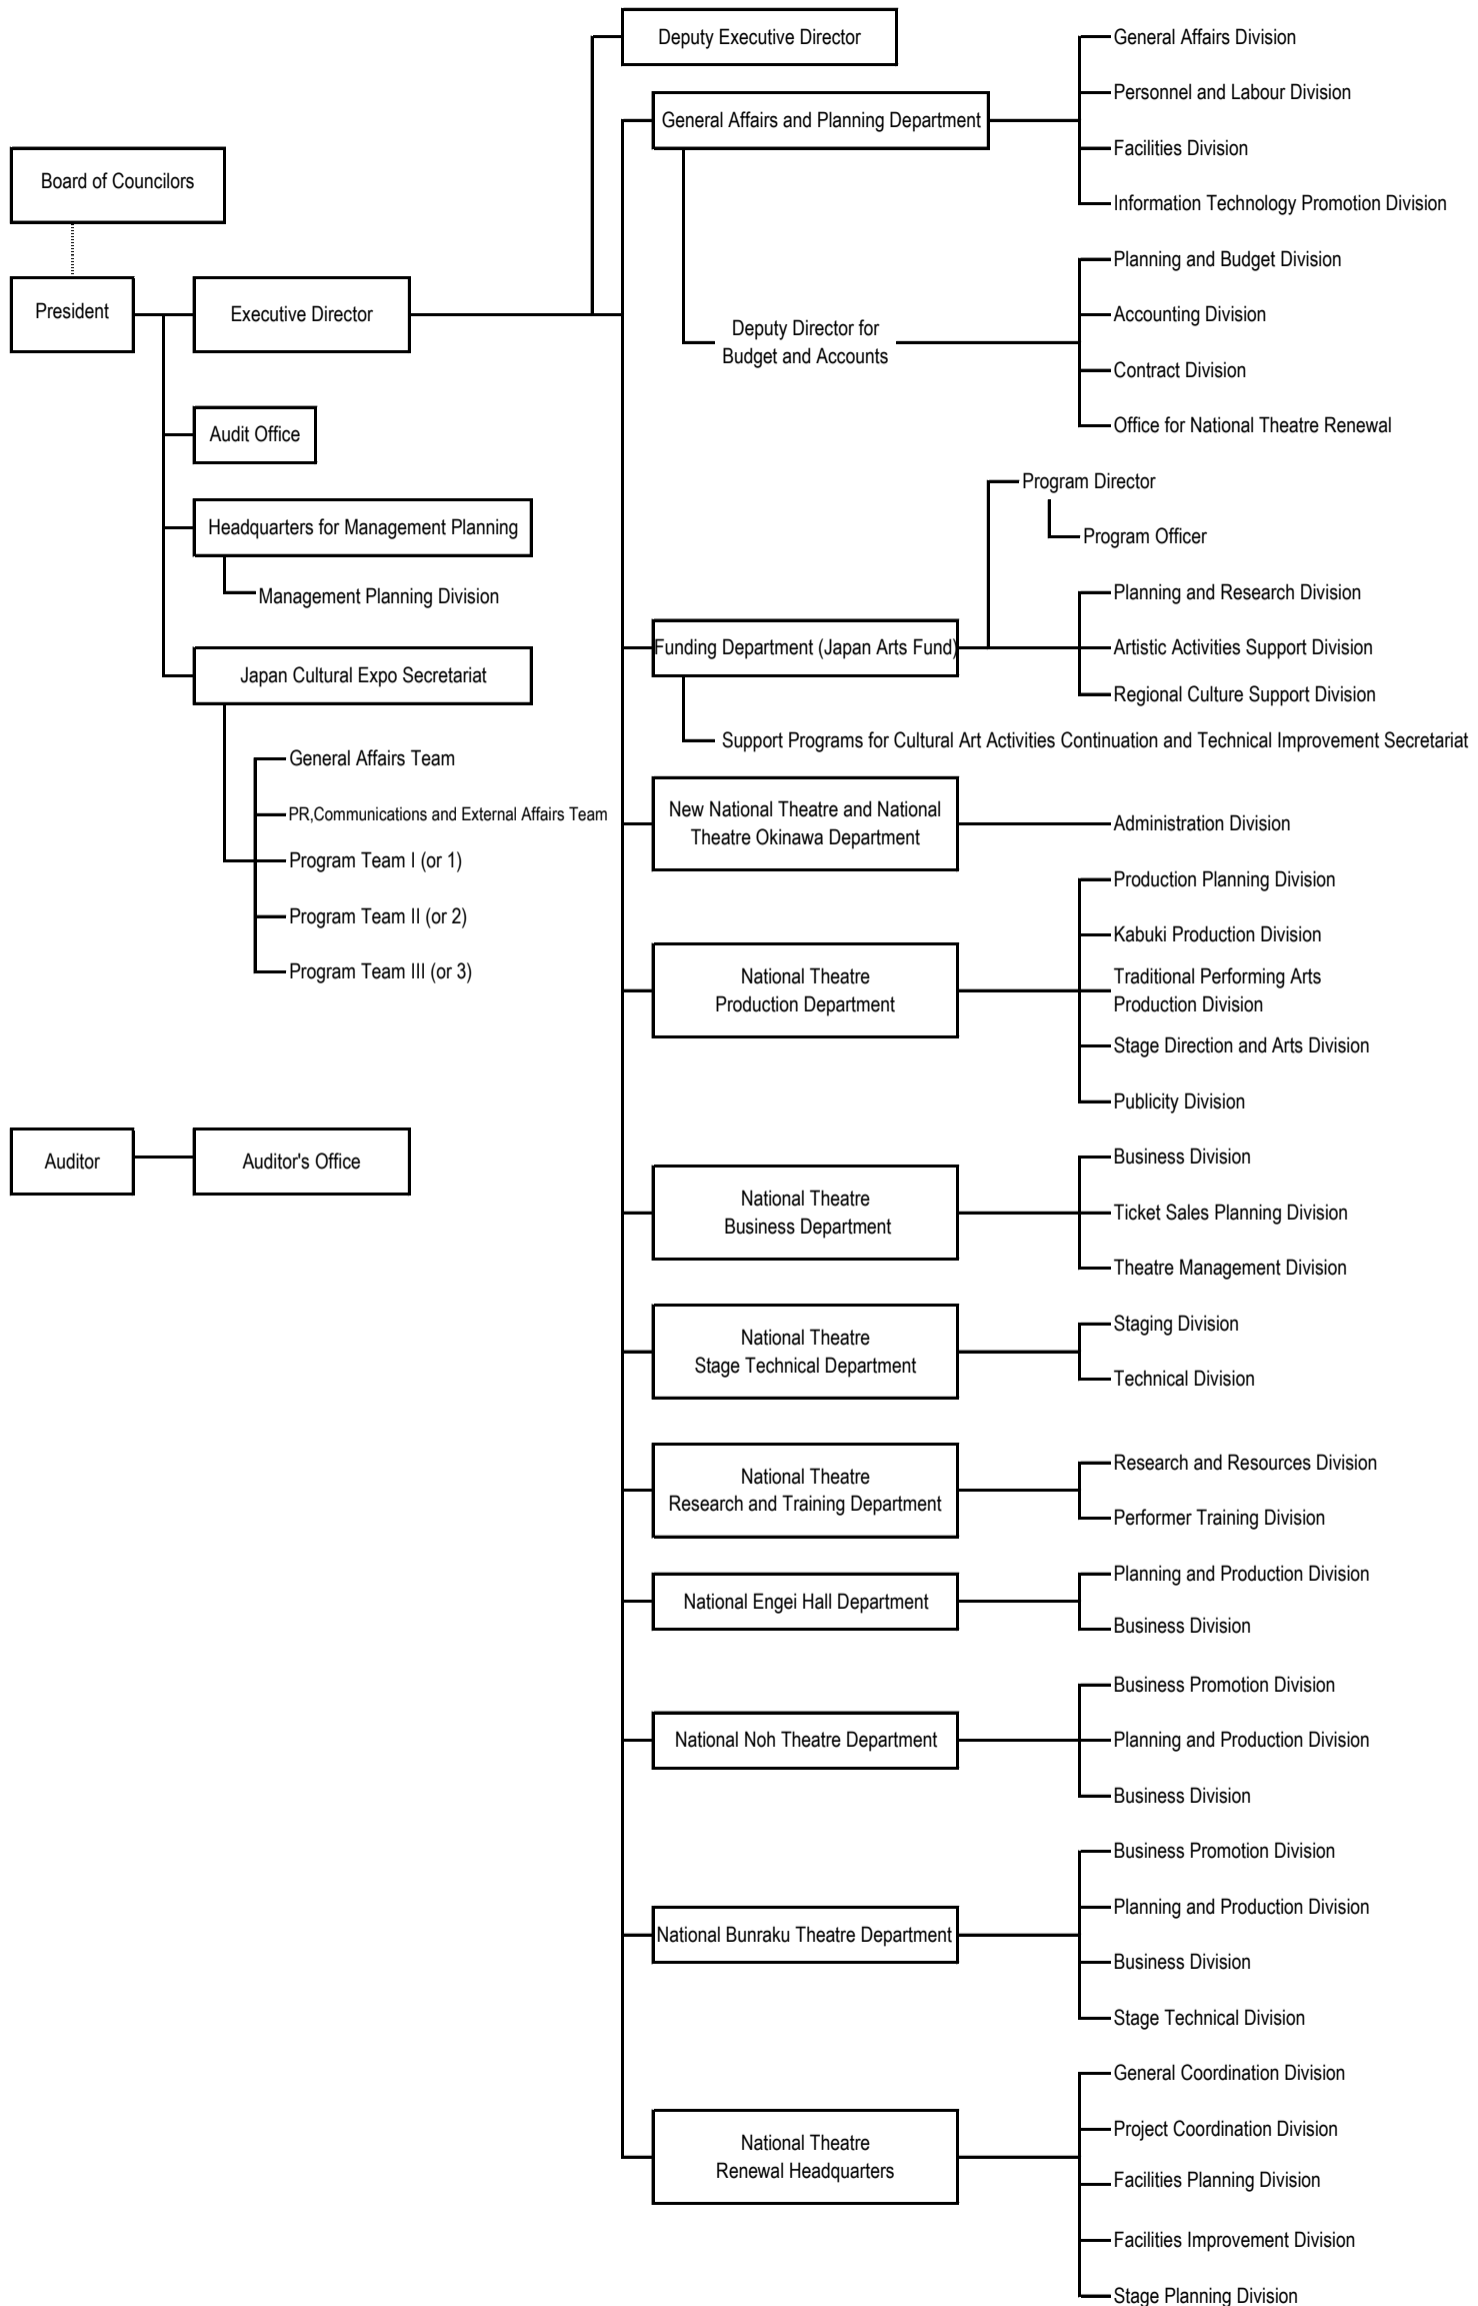 Board of Councilors
President
Executive Director
Audit Office
Headquarters for Management Planning
Management Planning Division
Japan Cultural Expo Secretariat
General Affairs Team
PR,Communications and External Affairs Team
Program Team I (or 1)
Program Team II (or 2)
Program Team III (or 3)
Auditor
Auditor's Office
Deputy Executive Director
General Affairs and Planning Department
General Affairs Division
Personnel and Labour Division
Facilities Division
Information Technology Promotion Division
Deputy Director for
Budget and Accounts
Planning and Budget Division
Accounting Division
Contract Division
Office for National Theatre Renewal
Funding Department (Japan Arts Fund)
Program Director
Program Officer
Planning and Research Division
Artistic Activities Support Division
Regional Culture Support Division
Support Programs for Cultural Art Activities Continuation and Technical Improvement Secretariat
New National Theatre and National
Theatre Okinawa Department
Administration Division
National Theatre
Production Department
Production Planning Division
Kabuki Production Division
Traditional Performing Arts
Production Division
Stage Direction and Arts Division
Publicity Division
National Theatre
Business Department
Business Division
Ticket Sales Planning Division
Theatre Management Division
National Theatre
Stage Technical Department
Staging Division
Technical Division
National Theatre
Research and Training Department
Research and Resources Division
Performer Training Division
National Engei Hall Department
Planning and Production Division
Business Division
National Noh Theatre Department
Business Promotion Division
Planning and Production Division
Business Division
National Bunraku Theatre Department
Business Promotion Division
Planning and Production Division
Business Division
Stage Technical Division
National Theatre
Renewal Headquarters
General Coordination Division
Project Coordination Division
Facilities Planning Division
Facilities Improvement Division
Stage Planning Division